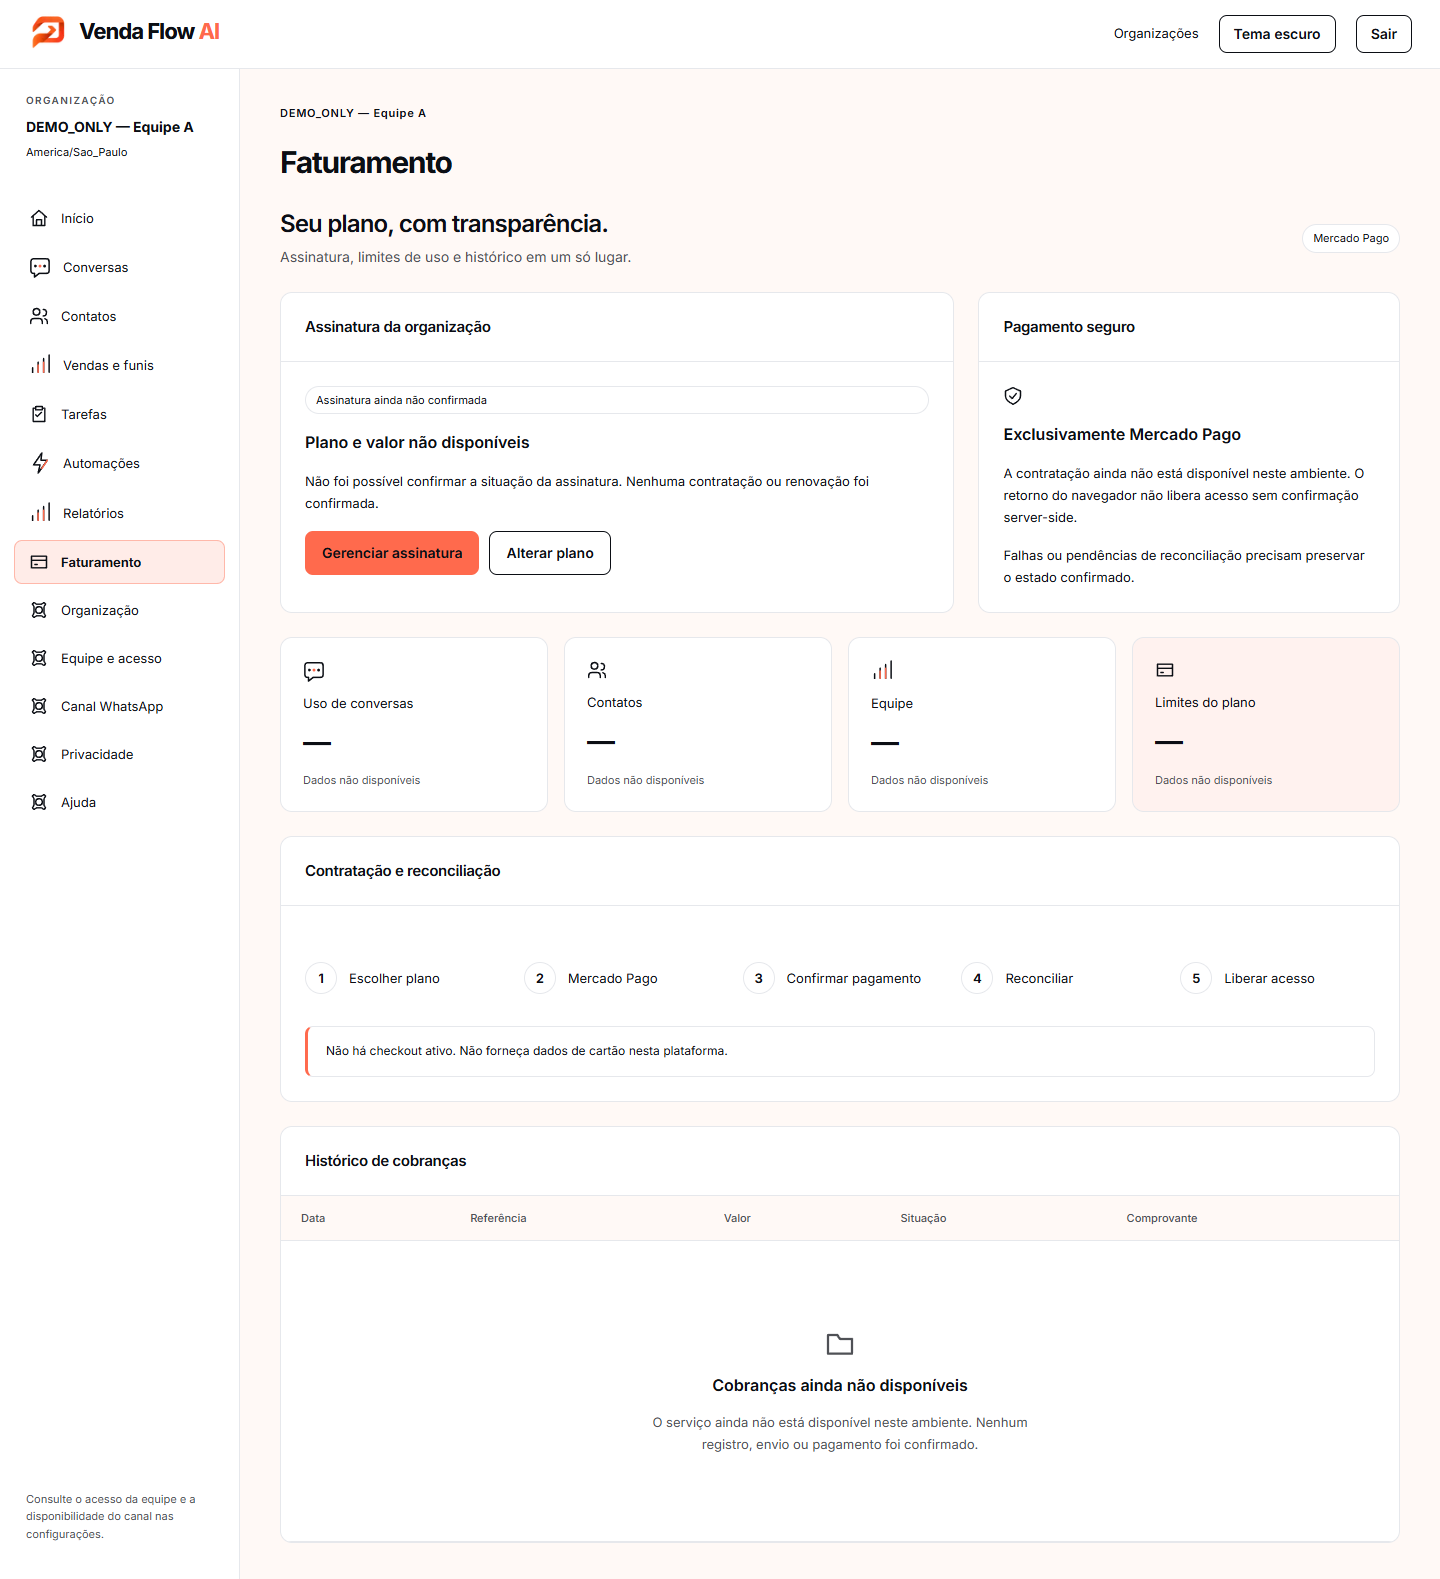 Venda Flow AI
Organizações
Tema escuro
Sair
ORGANIZAÇÃO
DEMO_ONLY — Equipe A
America/Sao_Paulo
Início
Conversas
Contatos
Vendas e funis
Tarefas
Automações
Relatórios
Faturamento
Organização
Equipe e acesso
Canal WhatsApp
Privacidade
Ajuda
Consulte o acesso da equipe e a
disponibilidade do canal nas
configurações.
DEMO_ONLY — Equipe A
Faturamento
Seu plano, com transparência.
Assinatura, limites de uso e histórico em um só lugar.
Mercado Pago
Assinatura da organização
Assinatura ainda não confirmada
Plano e valor não disponíveis
Não foi possível confirmar a situação da assinatura. Nenhuma contratação ou renovação foi
confirmada.
Gerenciar assinatura
Alterar plano
Pagamento seguro
Exclusivamente Mercado Pago
A contratação ainda não está disponível neste ambiente. O
retorno do navegador não libera acesso sem confirmação
server-side.
Falhas ou pendências de reconciliação precisam preservar
o estado confirmado.
Uso de conversas
—
Dados não disponíveis
Contatos
—
Dados não disponíveis
Equipe
—
Dados não disponíveis
Limites do plano
—
Dados não disponíveis
Contratação e reconciliação
1 Escolher plano
2 Mercado Pago
3 Confirmar pagamento
4 Reconciliar
5 Liberar acesso
Não há checkout ativo. Não forneça dados de cartão nesta plataforma.
Histórico de cobranças
Data Referência Valor Situação Comprovante
Cobranças ainda não disponíveis
O serviço ainda não está disponível neste ambiente. Nenhum
registro, envio ou pagamento foi confirmado.